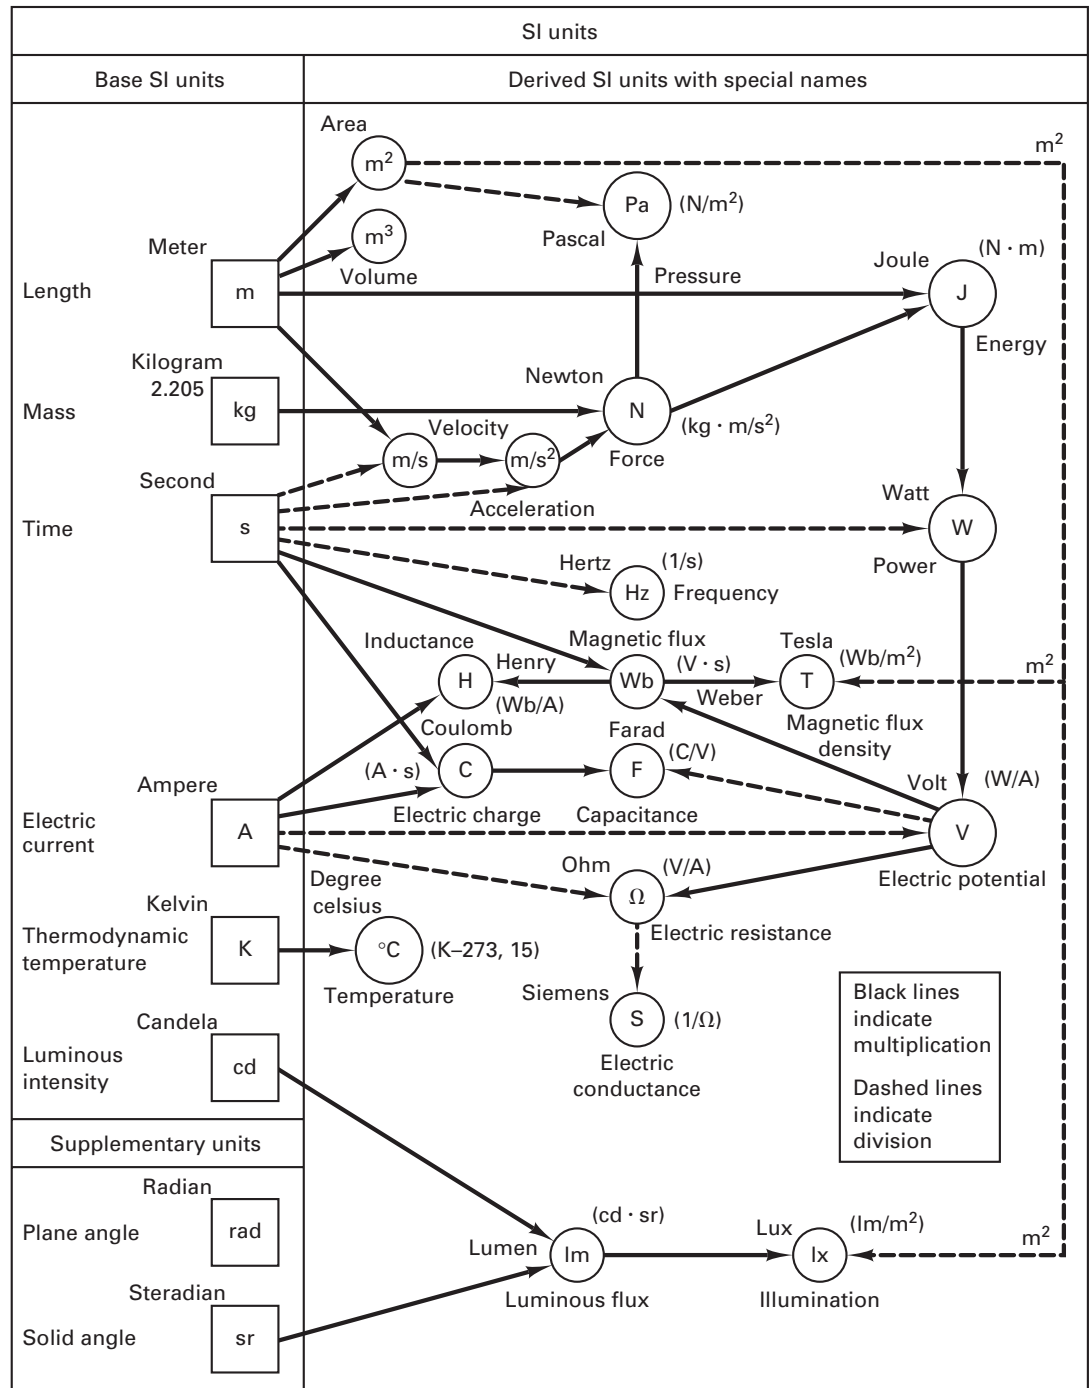 SI units
Base SI units
Derived SI units with special names
Area
m²
m²
Pa
(N/m²)
Pascal
m³
Volume
Meter
Length
m
Pressure
Joule
(N · m)
J
Energy
Kilogram
2.205
Mass
kg
Newton
N
(kg · m/s²)
Force
Velocity
m/s
m/s²
Acceleration
Second
Time
s
Watt
W
Power
Hertz
(1/s)
Hz
Frequency
Inductance
Henry
H
(Wb/A)
Magnetic flux
Wb
(V · s)
Weber
Tesla
(Wb/m²)
T
m²
Magnetic flux
density
Coulomb
(A · s)
C
Electric charge
Farad
(C/V)
F
Capacitance
Volt
(W/A)
V
Electric potential
Ampere
Electric
current
A
Ohm
(V/A)
Ω
Electric resistance
Kelvin
Thermodynamic
temperature
K
Degree
celsius
°C
(K–273, 15)
Temperature
Siemens
S
(1/Ω)
Electric
conductance
Black lines
indicate
multiplication
Dashed lines
indicate
division
Candela
Luminous
intensity
cd
Supplementary units
Radian
Plane angle
rad
Steradian
Solid angle
sr
(cd · sr)
Lumen
lm
Luminous flux
Lux
(lm/m²)
lx
Illumination
m²